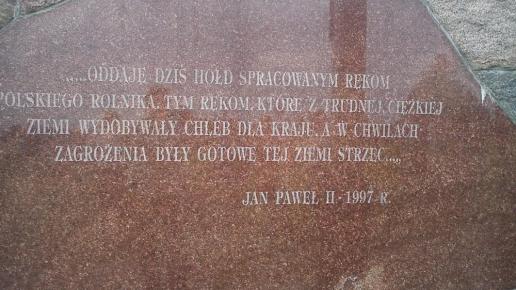 „...ODDAJĘ DZIŚ HOŁD SPRACOWANYM RĘKOM
POLSKIEGO ROLNIKA, TYM RĘKOM, KTÓRE Z TRUDNEJ, CIĘŻKIEJ
ZIEMI WYDOBYWAŁY CHLEB DLA KRAJU, A W CHWILACH
ZAGROŻENIA BYŁY GOTOWE TEJ ZIEMI STRZEC...„
JAN PAWEŁ II - 1997 R.